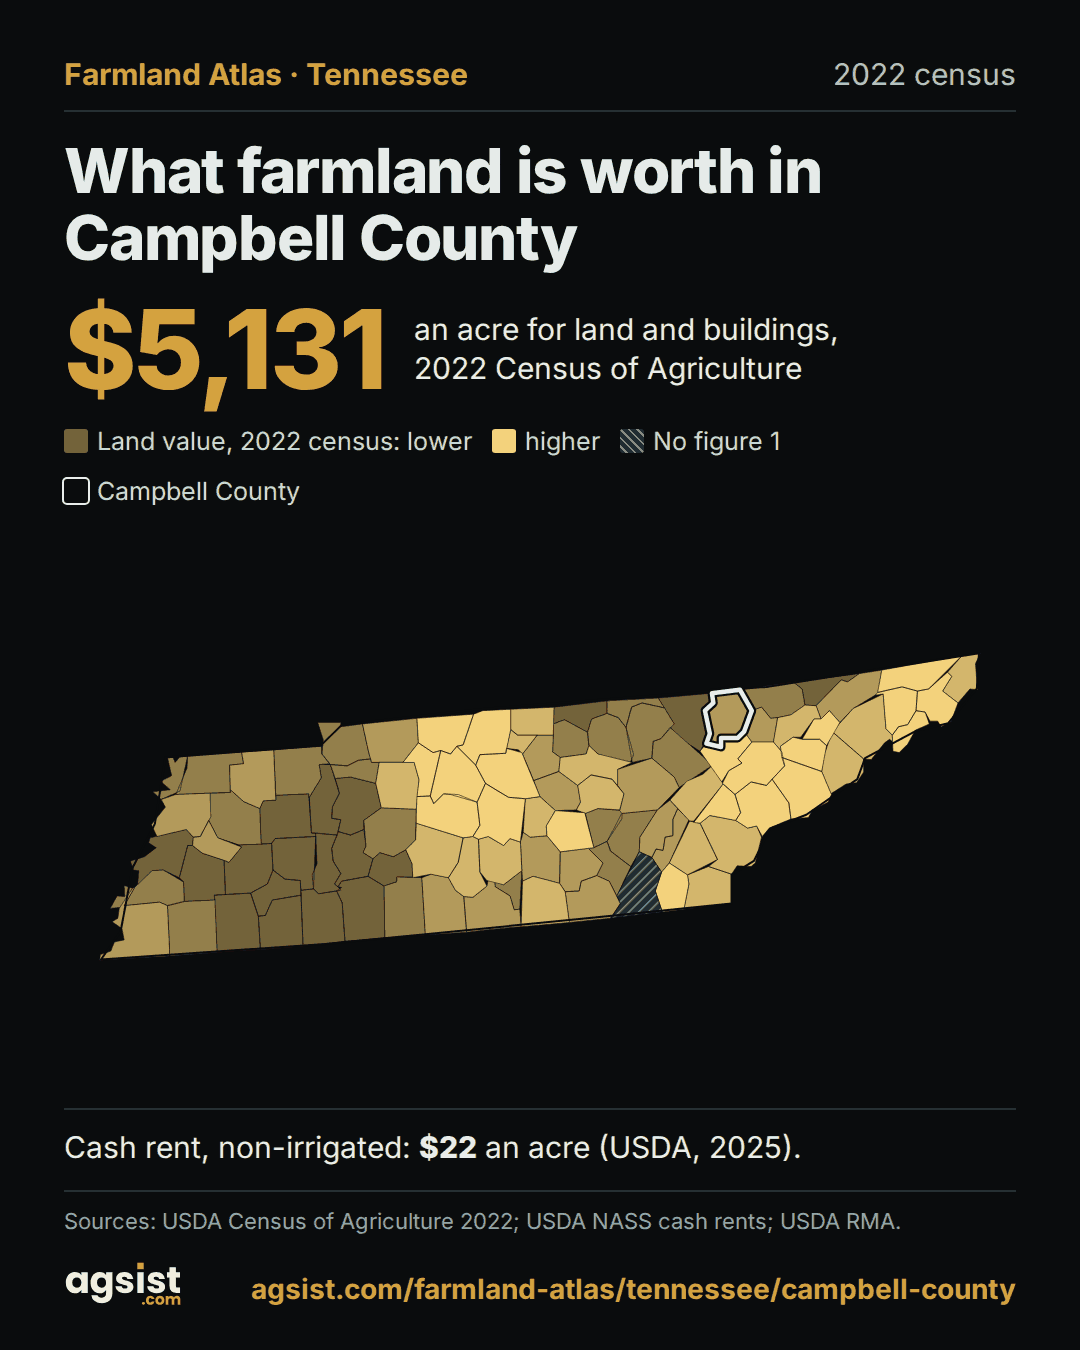 Farmland Atlas · Tennessee
2022 census
What farmland is worth in
Campbell County
$5,131
an acre for land and buildings,
2022 Census of Agriculture
Land value, 2022 census: lower
higher
No figure 1
Campbell County
Cash rent, non-irrigated: $22 an acre (USDA, 2025).
Sources: USDA Census of Agriculture 2022; USDA NASS cash rents; USDA RMA.
agsist
.com
agsist.com/farmland-atlas/tennessee/campbell-county